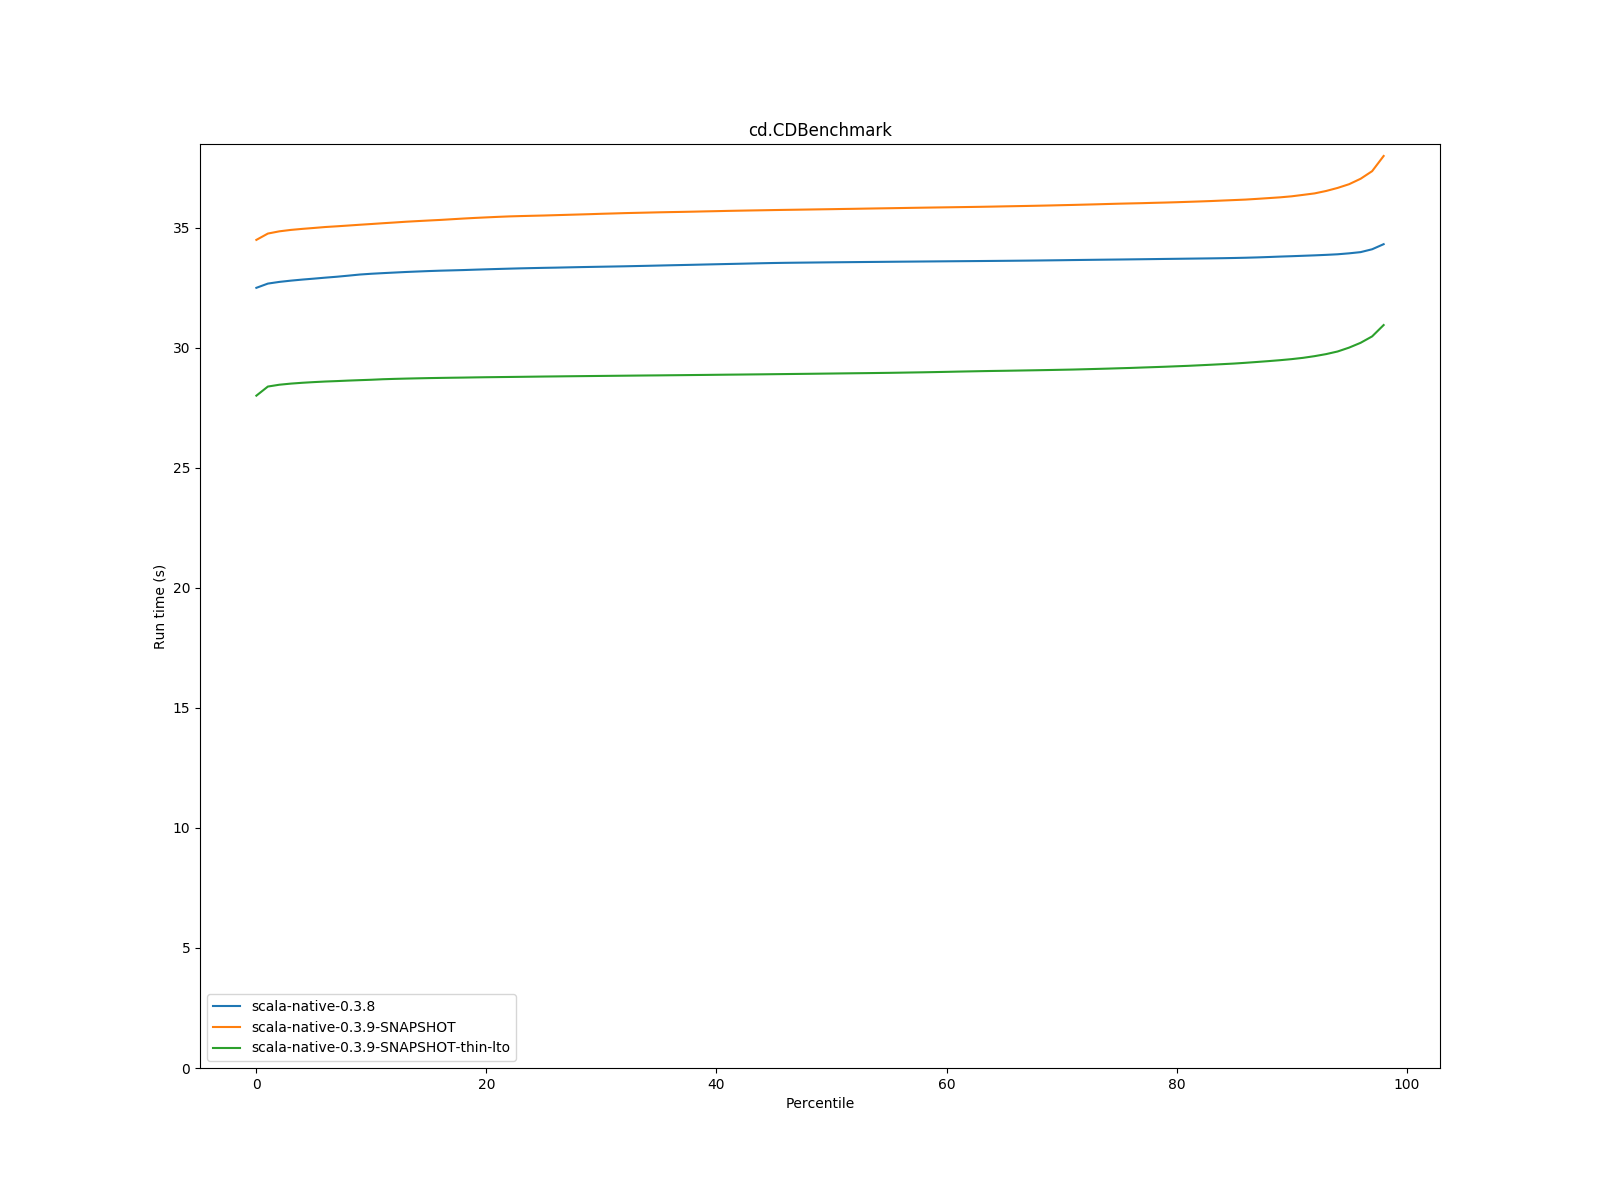 cd.CDBenchmark
Run time (s)
35
30
25
20
15
10
5
0
scala-native-0.3.8
scala-native-0.3.9-SNAPSHOT
scala-native-0.3.9-SNAPSHOT-thin-lto
0 20 40 60 80 100
Percentile